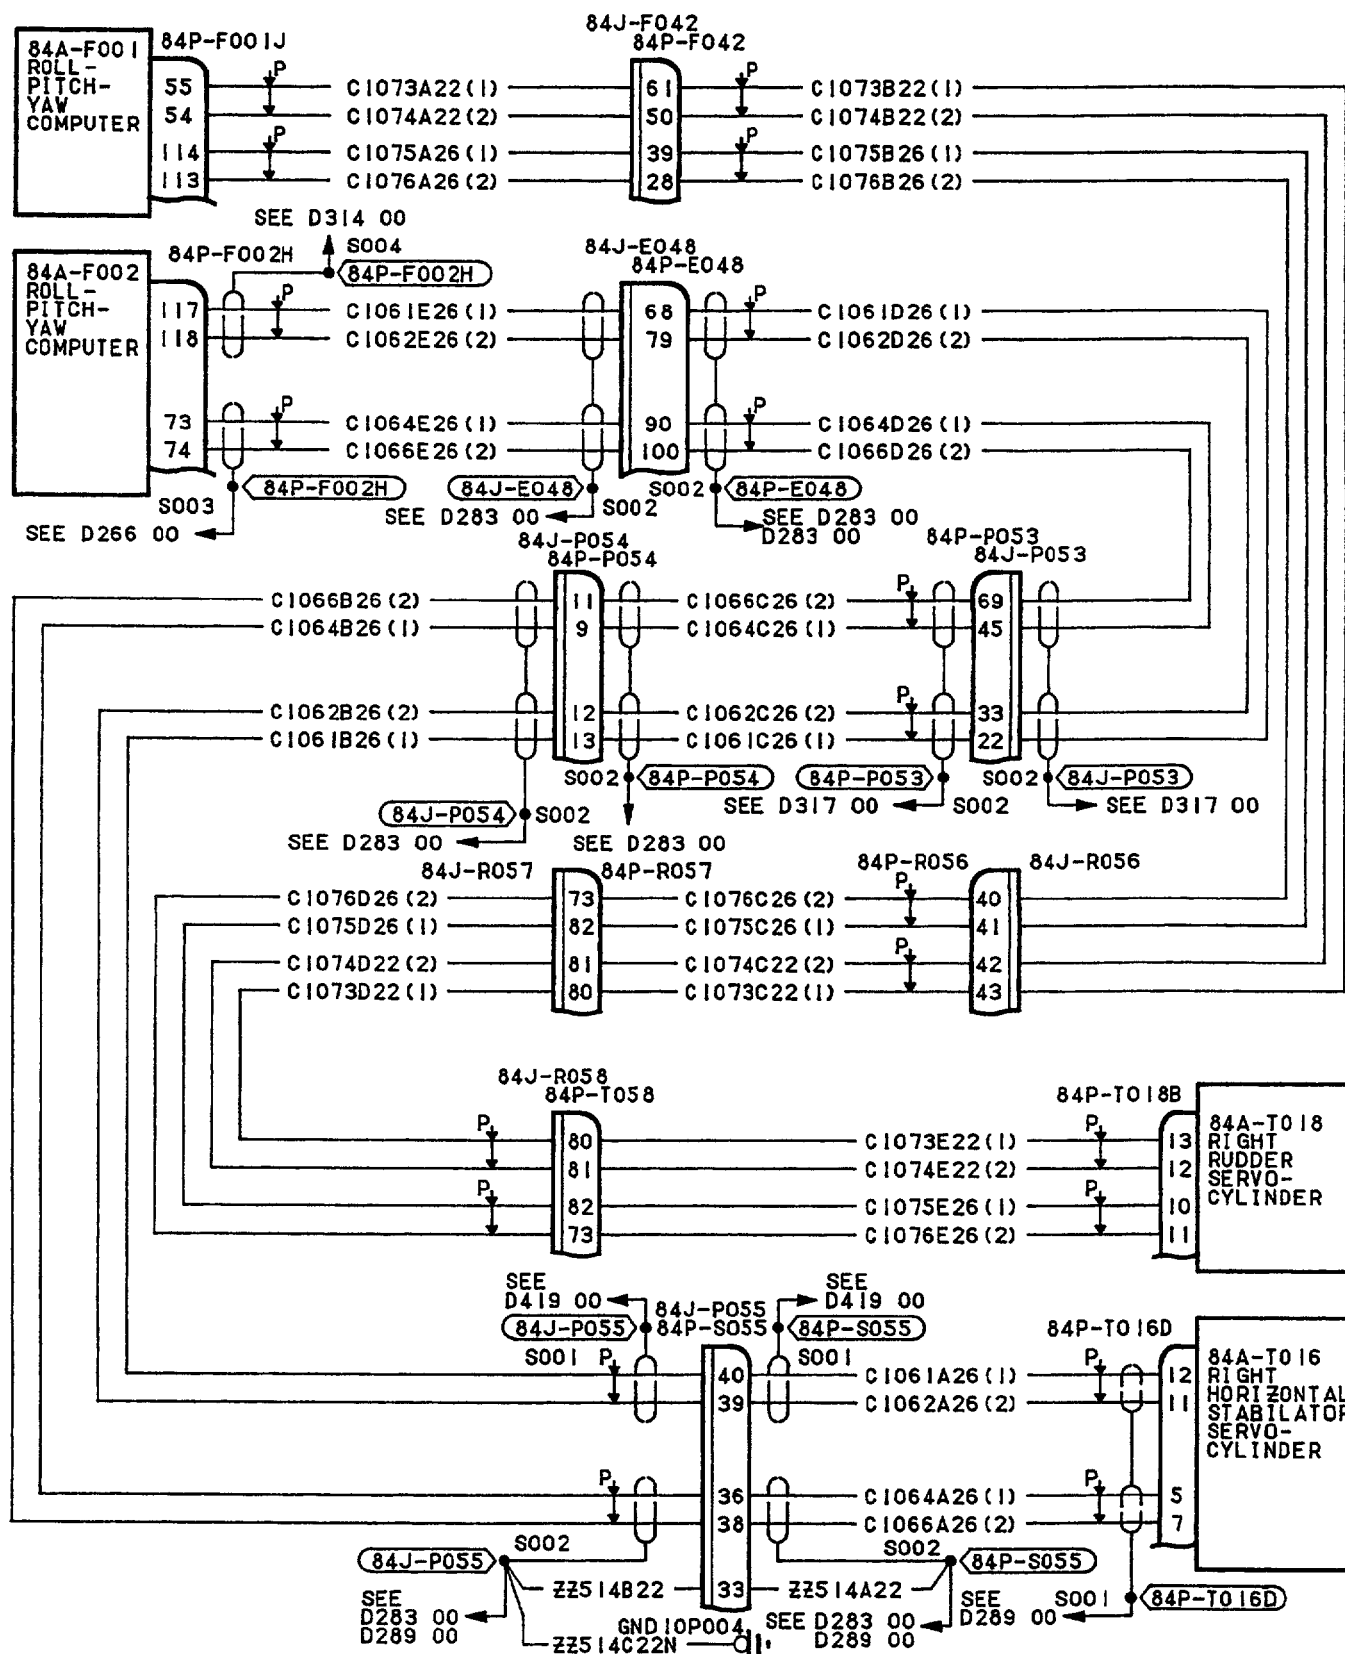 84J-F042
84A-F001 84P-F001J 84P-F042
ROLL-
PITCH-
YAW
COMPUTER
55 P C1073A22(1) 61 P C1073B22(1)
54 C1074A22(2) 50 C1074B22(2)
114 P C1075A26(1) 39 P C1075B26(1)
113 C1076A26(2) 28 C1076B26(2)
SEE D314 00
84P-F002H S004 84J-E048
84A-F002 84P-F002H 84P-E048
ROLL-
PITCH-
YAW
COMPUTER
117 P C1061E26(1) 68 P C1061D26(1)
118 C1062E26(2) 79 C1062D26(2)
73 P C1064E26(1) 90 P C1064D26(1)
74 C1066E26(2) 100 C1066D26(2)
S003 84P-F002H 84J-E048 S002 S002 84P-E048
SEE D266 00 SEE D283 00 SEE D283 00
D283 00
84J-P054 84P-P053
84P-P054 84J-P053
C1066B26(2) 11 C1066C26(2) P 69
C1064B26(1) 9 C1064C26(1) 45
C1062B26(2) 12 C1062C26(2) P 33
C1061B26(1) 13 C1061C26(1) 22
S002 84P-P054 84P-P053 S002 84J-P053
84J-P054 S002 SEE D317 00 S002 SEE D317 00
SEE D283 00 SEE D283 00
84J-R057 84P-R057 84P-R056 84J-R056
C1076D26(2) 73 C1076C26(2) P 40
C1075D26(1) 82 C1075C26(1) 41
C1074D22(2) 81 C1074C22(2) P 42
C1073D22(1) 80 C1073C22(1) 43
84J-R058
84P-T058 84P-T018B
P 80 C1073E22(1) P 13
81 C1074E22(2) 12
P 82 C1075E26(1) P 10
73 C1076E26(2) 11
84A-T018
RIGHT
RUDDER
SERVO-
CYLINDER
SEE
D419 00
SEE
D419 00
84J-P055
84P-S055
84J-P055 84P-S055 84P-T016D
S001 P 40 S001 C1061A26(1) P 12
39 C1062A26(2) 11
P 36 C1064A26(1) P 5
38 C1066A26(2) 7
84A-T016
RIGHT
HORIZONTAL
STABILATOR
SERVO-
CYLINDER
84J-P055 S002 S002 84P-S055
ZZ514B22 33 ZZ514A22
SEE
D283 00
D289 00
GND10P004
ZZ514C22N
SEE D283 00
D289 00
SEE
D289 00
S001 84P-T016D